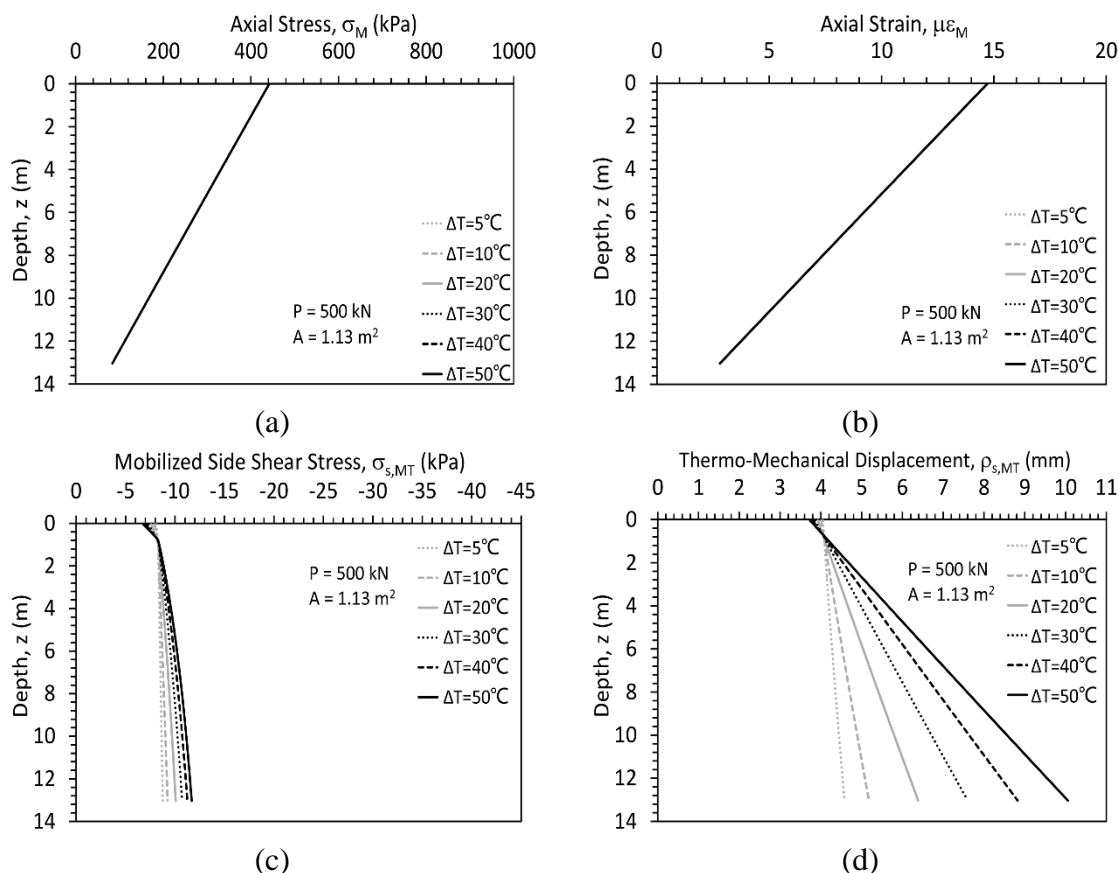 Axial Stress, σM (kPa)
0 200 400 600 800 1000
0
2
4
6
8
10
12
14
Depth, z (m)
ΔT=5℃
ΔT=10℃
ΔT=20℃
ΔT=30℃
ΔT=40℃
ΔT=50℃
P = 500 kN
A = 1.13 m²
(a)
Axial Strain, μεM
0 5 10 15 20
0
2
4
6
8
10
12
14
Depth, z (m)
ΔT=5℃
ΔT=10℃
ΔT=20℃
ΔT=30℃
ΔT=40℃
ΔT=50℃
P = 500 kN
A = 1.13 m²
(b)
Mobilized Side Shear Stress, σs,MT (kPa)
0 -5 -10 -15 -20 -25 -30 -35 -40 -45
0
2
4
6
8
10
12
14
Depth, z (m)
ΔT=5℃
ΔT=10℃
ΔT=20℃
ΔT=30℃
ΔT=40℃
ΔT=50℃
P = 500 kN
A = 1.13 m²
(c)
Thermo-Mechanical Displacement, ρs,MT (mm)
0 1 2 3 4 5 6 7 8 9 10 11
0
2
4
6
8
10
12
14
Depth, z (m)
ΔT=5℃
ΔT=10℃
ΔT=20℃
ΔT=30℃
ΔT=40℃
ΔT=50℃
P = 500 kN
A = 1.13 m²
(d)